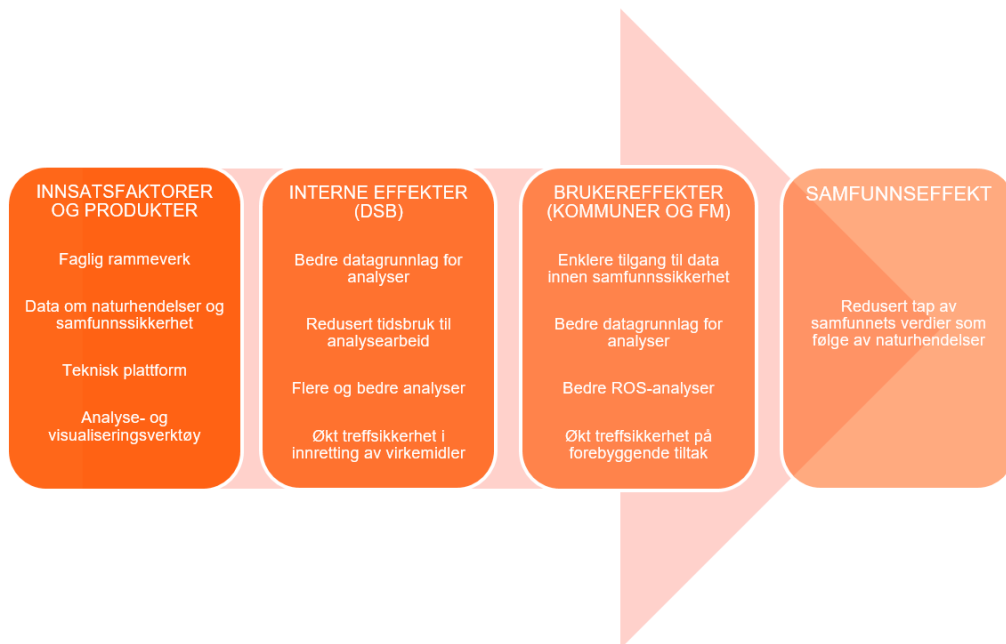 INNSATSFAKTORER
OG PRODUKTER
Faglig rammeverk
Data om naturhendelser og
samfunnssikkerhet
Teknisk plattform
Analyse- og
visualiseringsverktøy
INTERNE EFFEKTER
(DSB)
Bedre datagrunnlag for
analyser
Redusert tidsbruk til
analysearbeid
Flere og bedre analyser
Økt treffsikkerhet i
innretting av virkemidler
BRUKEREFFEKTER
(KOMMUNER OG FM)
Enklere tilgang til data
innen samfunnssikkerhet
Bedre datagrunnlag for
analyser
Bedre ROS-analyser
Økt treffsikkerhet på
forebyggende tiltak
SAMFUNNSEFFEKT
Redusert tap av
samfunnets verdier som
følge av naturhendelser